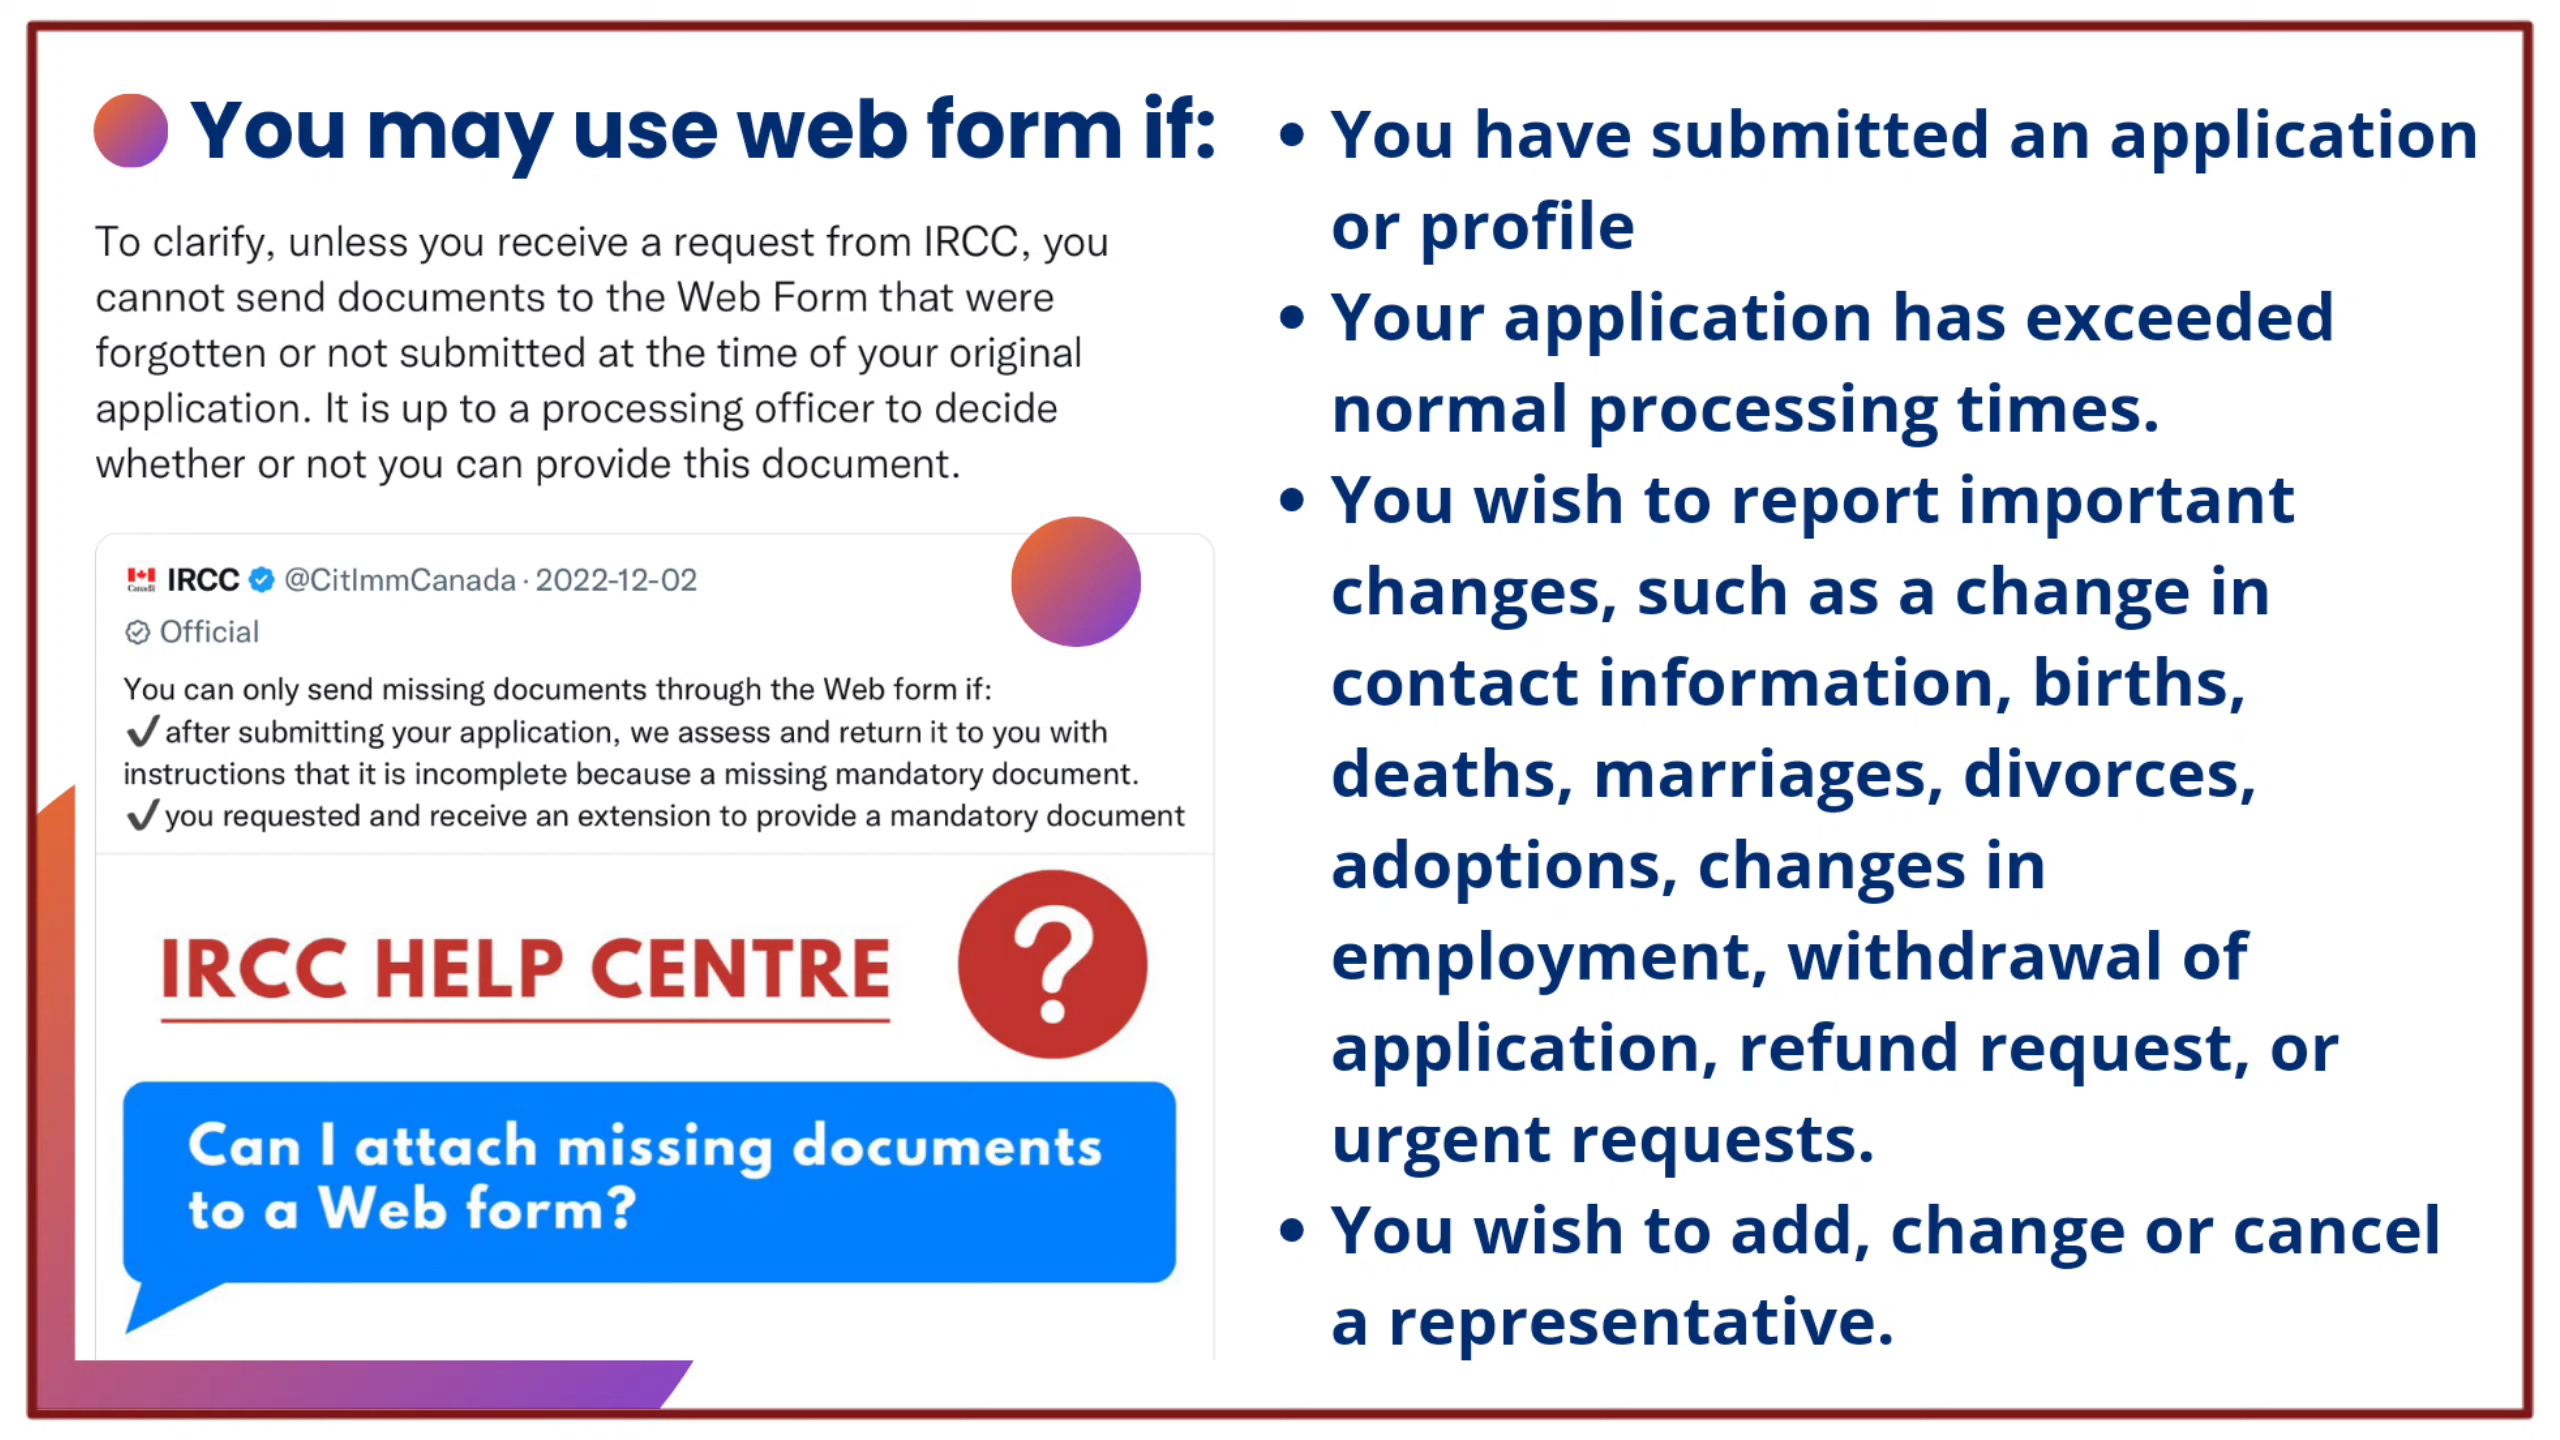 You may use web form if:
To clarify, unless you receive a request from IRCC, you
cannot send documents to the Web Form that were
forgotten or not submitted at the time of your original
application. It is up to a processing officer to decide
whether or not you can provide this document.
Canada
IRCC @CitImmCanada · 2022-12-02
Official
You can only send missing documents through the Web form if:
✔after submitting your application, we assess and return it to you with
instructions that it is incomplete because a missing mandatory document.
✔you requested and receive an extension to provide a mandatory document
IRCC HELP CENTRE
?
Can I attach missing documents
to a Web form?
• You have submitted an application
or profile
• Your application has exceeded
normal processing times.
• You wish to report important
changes, such as a change in
contact information, births,
deaths, marriages, divorces,
adoptions, changes in
employment, withdrawal of
application, refund request, or
urgent requests.
• You wish to add, change or cancel
a representative.